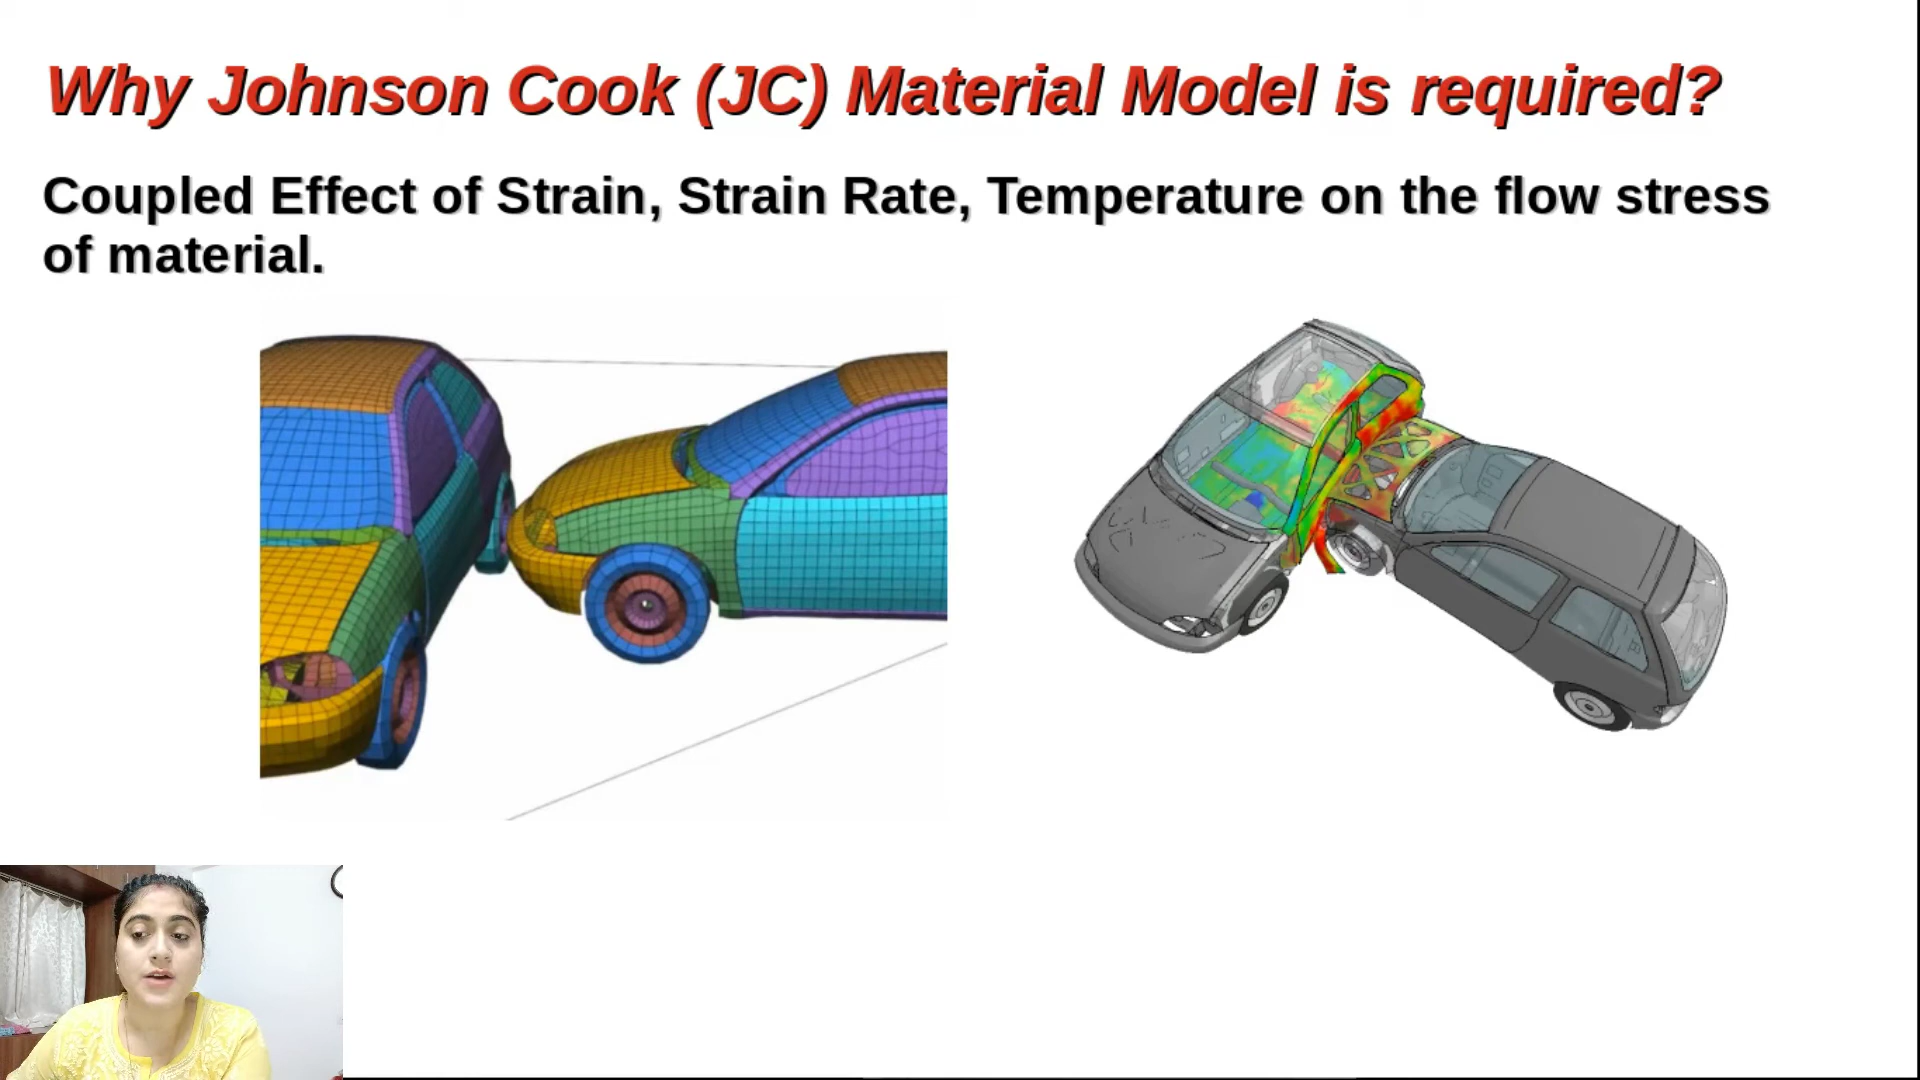 Why Johnson Cook (JC) Material Model is required?
Coupled Effect of Strain, Strain Rate, Temperature on the flow stress
of material.